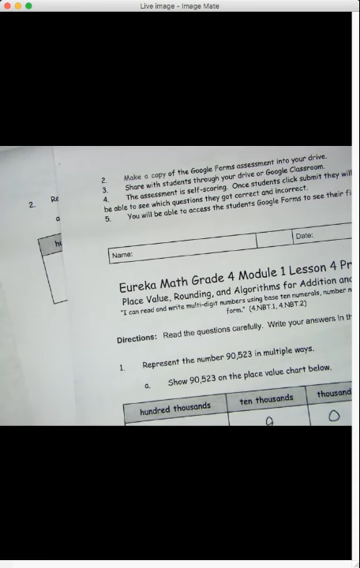 Live image - Image Mate
2. Make a copy of the Google Forms assessment into your drive.
3. Share with students through your drive or Google Classroom.
4. The assessment is self-scoring. Once students click submit they will
be able to see which questions they got correct and incorrect.
5. You will be able to access the students Google Forms to see their fi
2. Re
a
hu
Name:
Date:
Eureka Math Grade 4 Module 1 Lesson 4 Pr
Place Value, Rounding, and Algorithms for Addition and
"I can read and write multi-digit numbers using base ten numerals, number n
form." (4.NBT.1, 4.NBT.2)
Directions: Read the questions carefully. Write your answers in th
1. Represent the number 90,523 in multiple ways.
a. Show 90,523 on the place value chart below.
hundred thousands ten thousands thousand
9 0